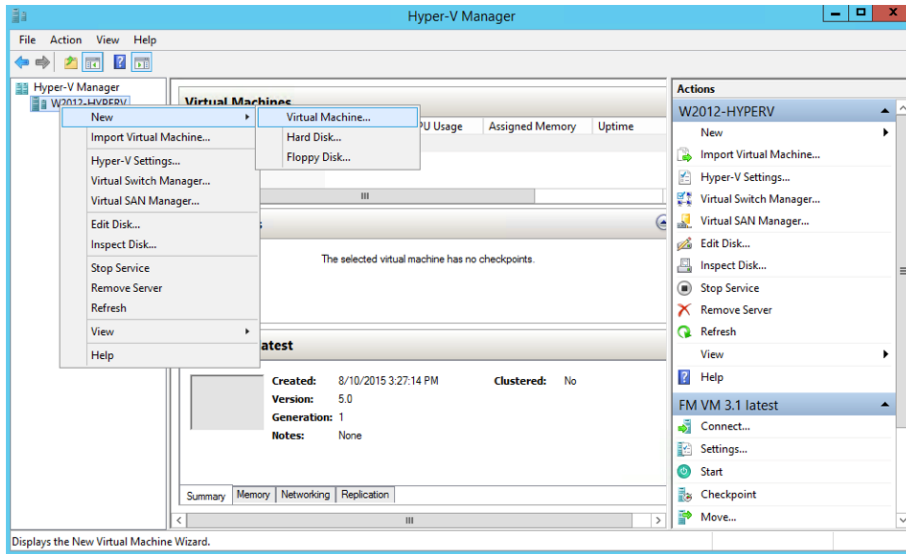 Hyper-V Manager
File Action View Help
Hyper-V Manager
W2012-HYPERV
New
Import Virtual Machine...
Hyper-V Settings...
Virtual Switch Manager...
Virtual SAN Manager...
Edit Disk...
Inspect Disk...
Stop Service
Remove Server
Refresh
View
Help
Virtual Machine...
Hard Disk...
Floppy Disk...
Virtual Machines
PU Usage Assigned Memory Uptime
The selected virtual machine has no checkpoints.
atest
Created: 8/10/2015 3:27:14 PM Clustered: No
Version: 5.0
Generation: 1
Notes: None
Summary Memory Networking Replication
Actions
W2012-HYPERV
New
Import Virtual Machine...
Hyper-V Settings...
Virtual Switch Manager...
Virtual SAN Manager...
Edit Disk...
Inspect Disk...
Stop Service
Remove Server
Refresh
View
Help
FM VM 3.1 latest
Connect...
Settings...
Start
Checkpoint
Move...
Displays the New Virtual Machine Wizard.